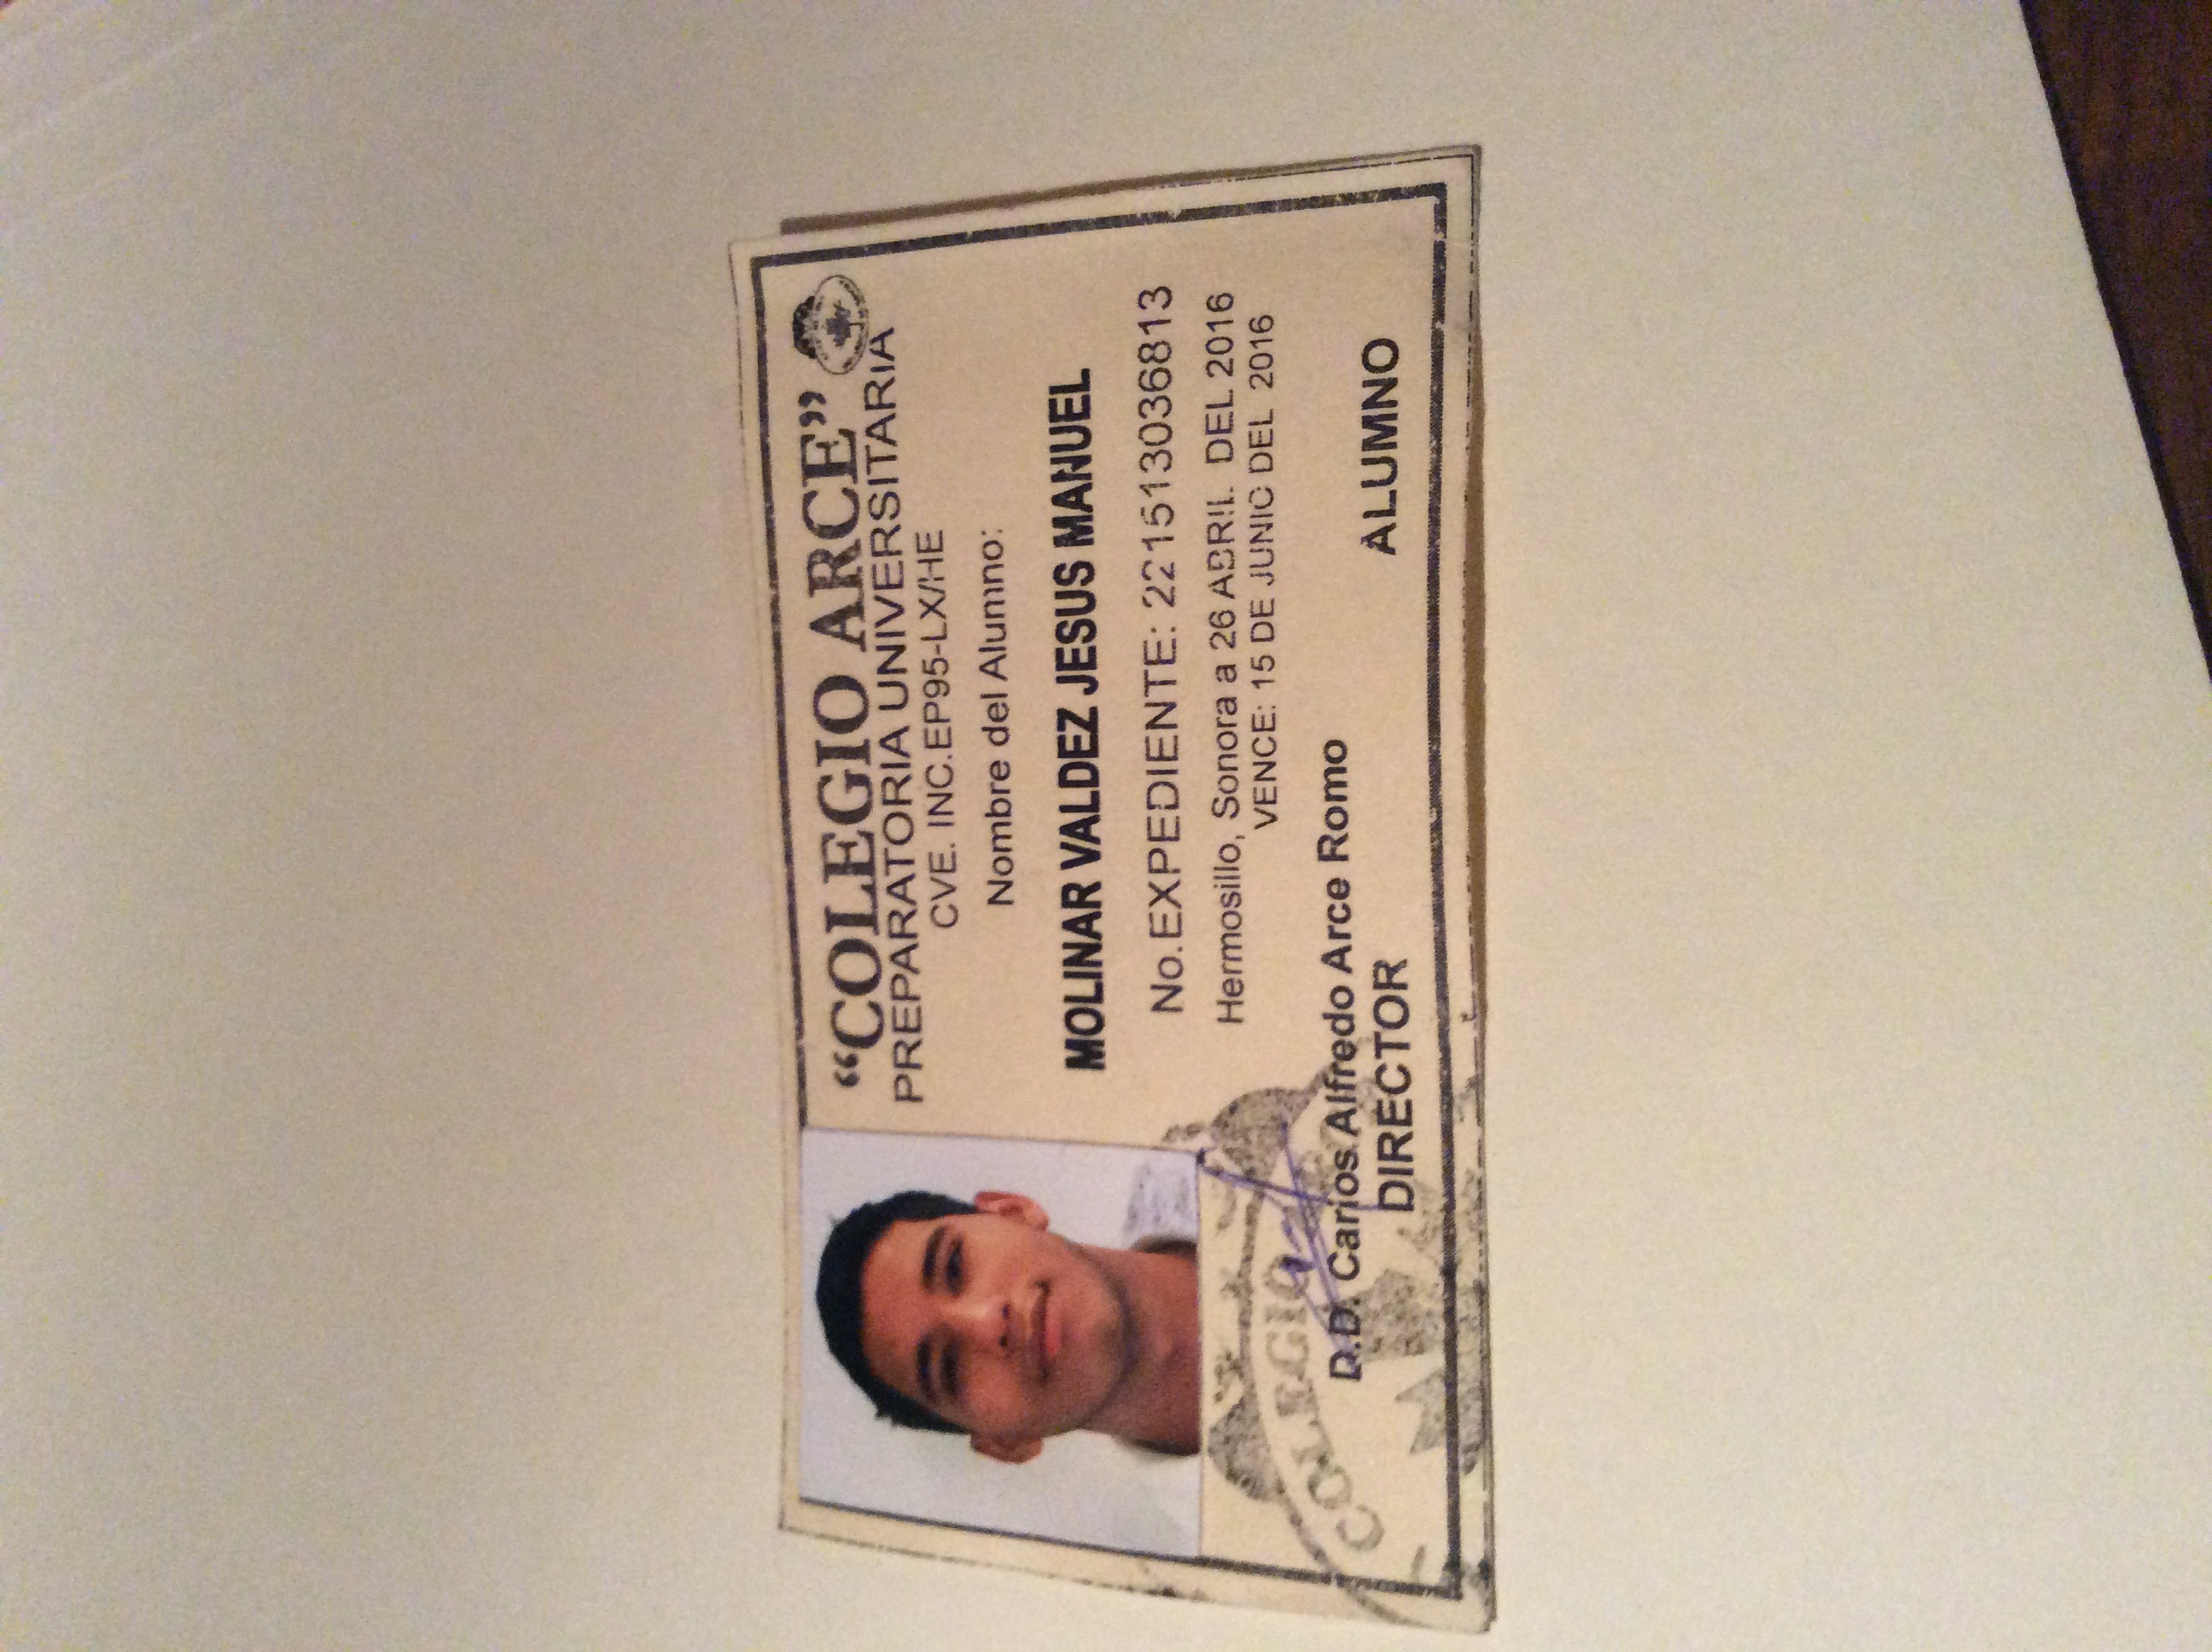 “COLEGIO ARCE”
PREPARATORIA UNIVERSITARIA
CVE. INC.EP95-LX/HE
Nombre del Alumno:
MOLINAR VALDEZ JESUS MANUEL
No.EXPEDIENTE: 221513036813
Hermosillo, Sonora a 26 ABRIL DEL 2016
VENCE: 15 DE JUNIO DEL 2016
COLEGIO
D.D. Carlos Alfredo Arce Romo
DIRECTOR
ALUMNO